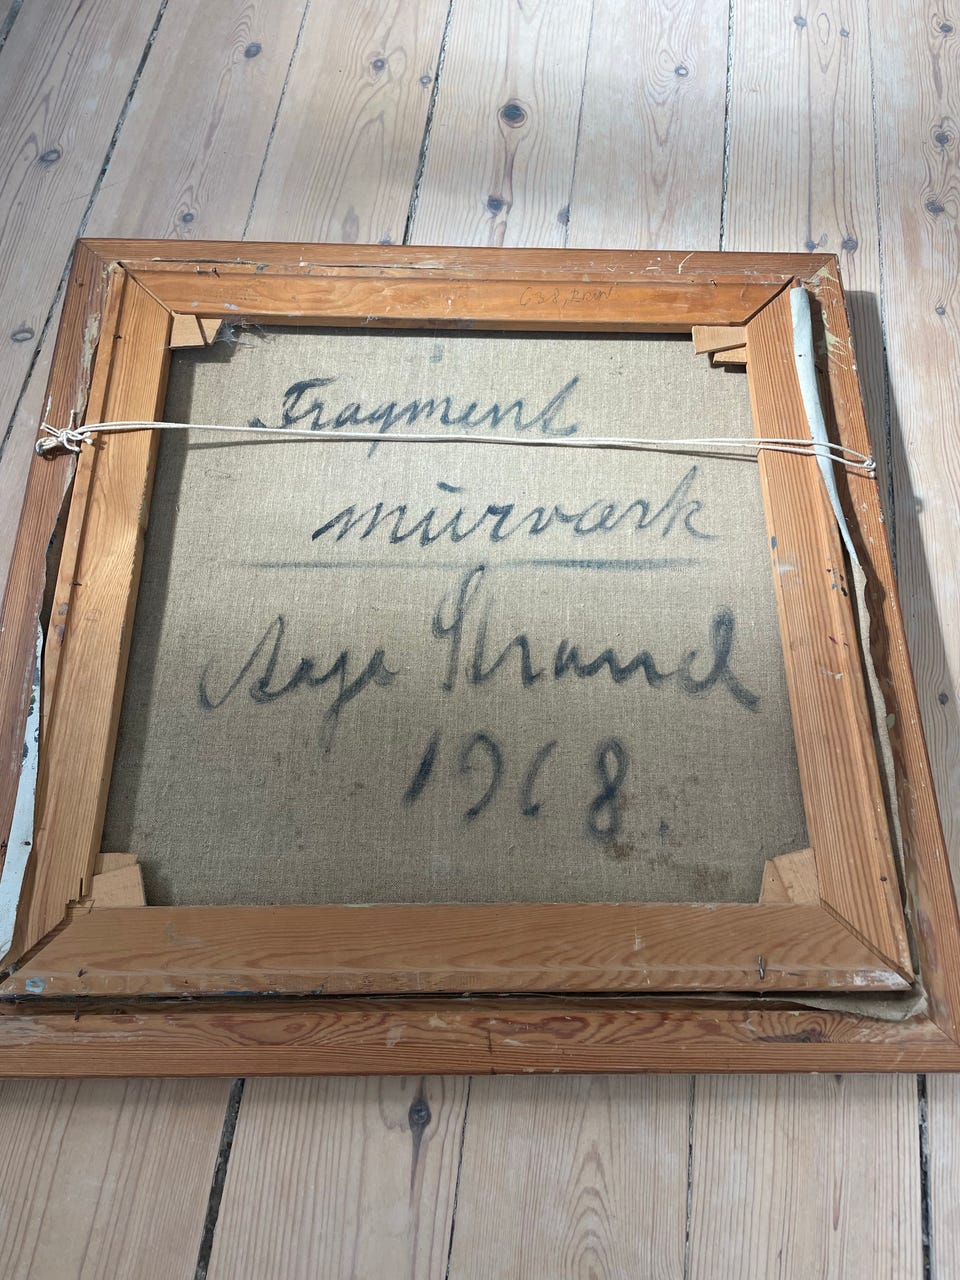 Fragment
murværk
Aage Strand
1968.